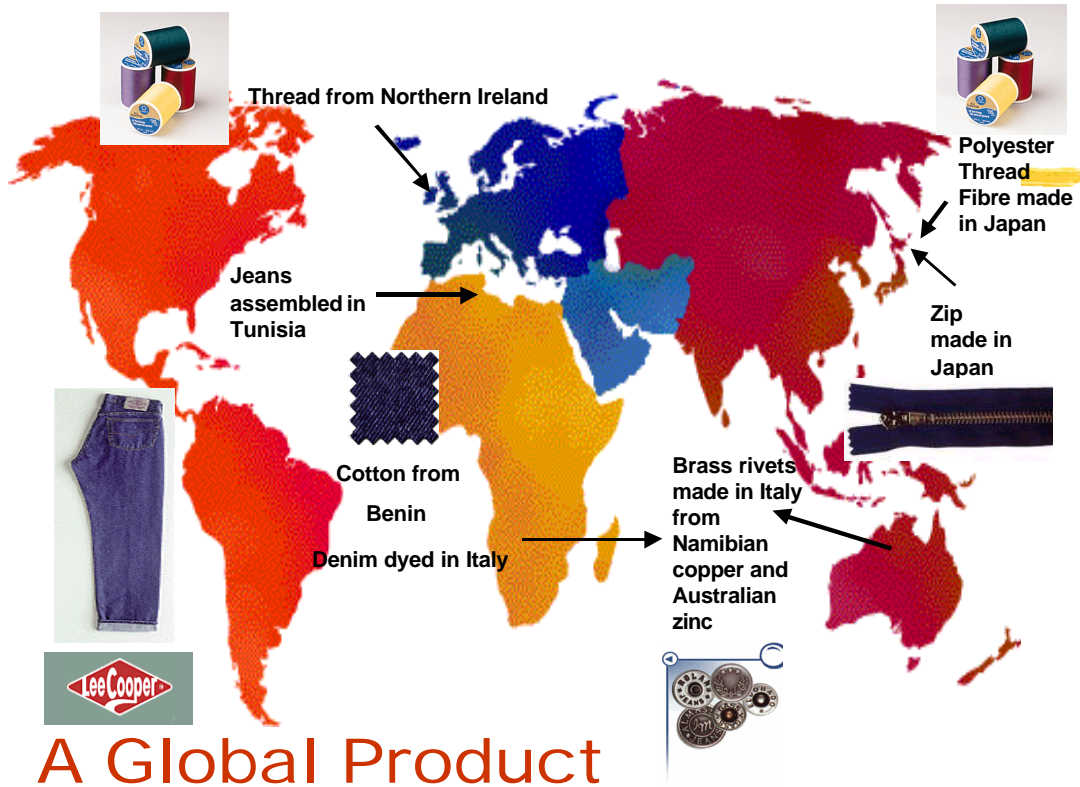 Thread from Northern Ireland
Polyester
Thread
Fibre made
in Japan
Jeans
assembled in
Tunisia
Zip
made in
Japan
Cotton from
Benin
Denim dyed in Italy
Brass rivets
made in Italy
from
Namibian
copper and
Australian
zinc
Lee Cooper
A Global Product